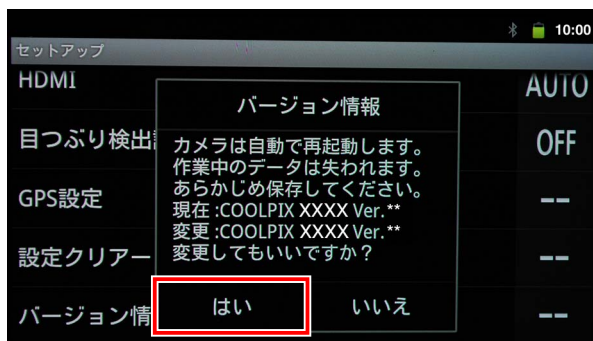 10:00
セットアップ
HDMI
AUTO
目つぶり検出
OFF
GPS設定
--
設定クリアー
--
バージョン情
--
バージョン情報
カメラは自動で再起動します。
作業中のデータは失われます。
あらかじめ保存してください。
現在 :COOLPIX XXXX Ver.**
変更 :COOLPIX XXXX Ver.**
変更してもいいですか？
はい
いいえ